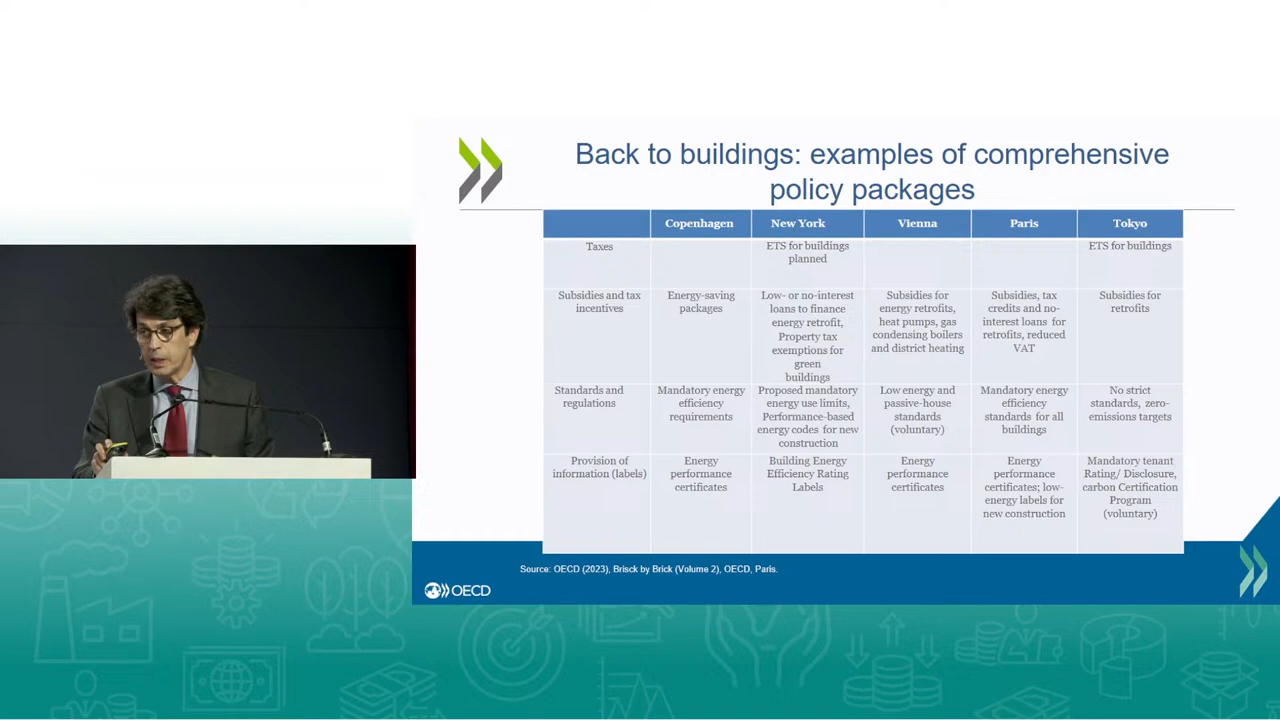 Back to buildings: examples of comprehensive
policy packages
Copenhagen
New York
Vienna
Paris
Tokyo
Taxes
ETS for buildings
planned
ETS for buildings
Subsidies and tax
incentives
Energy-saving
packages
Low- or no-interest
loans to finance
energy retrofit,
Property tax
exemptions for
green
buildings
Subsidies for
energy retrofits,
heat pumps, gas
condensing boilers
and district heating
Subsidies, tax
credits and no-
interest loans for
retrofits, reduced
VAT
Subsidies for
retrofits
Standards and
regulations
Mandatory energy
efficiency
requirements
Proposed mandatory
energy use limits,
Performance-based
energy codes for new
construction
Low energy and
passive-house
standards
(voluntary)
Mandatory energy
efficiency
standards for all
buildings
No strict
standards, zero-
emissions targets
Provision of
information (labels)
Energy
performance
certificates
Building Energy
Efficiency Rating
Labels
Energy
performance
certificates
Energy
performance
certificates; low-
energy labels for
new construction
Mandatory tenant
Rating/ Disclosure,
carbon Certification
Program
(voluntary)
Source: OECD (2023), Brisck by Brick (Volume 2), OECD, Paris.
OECD